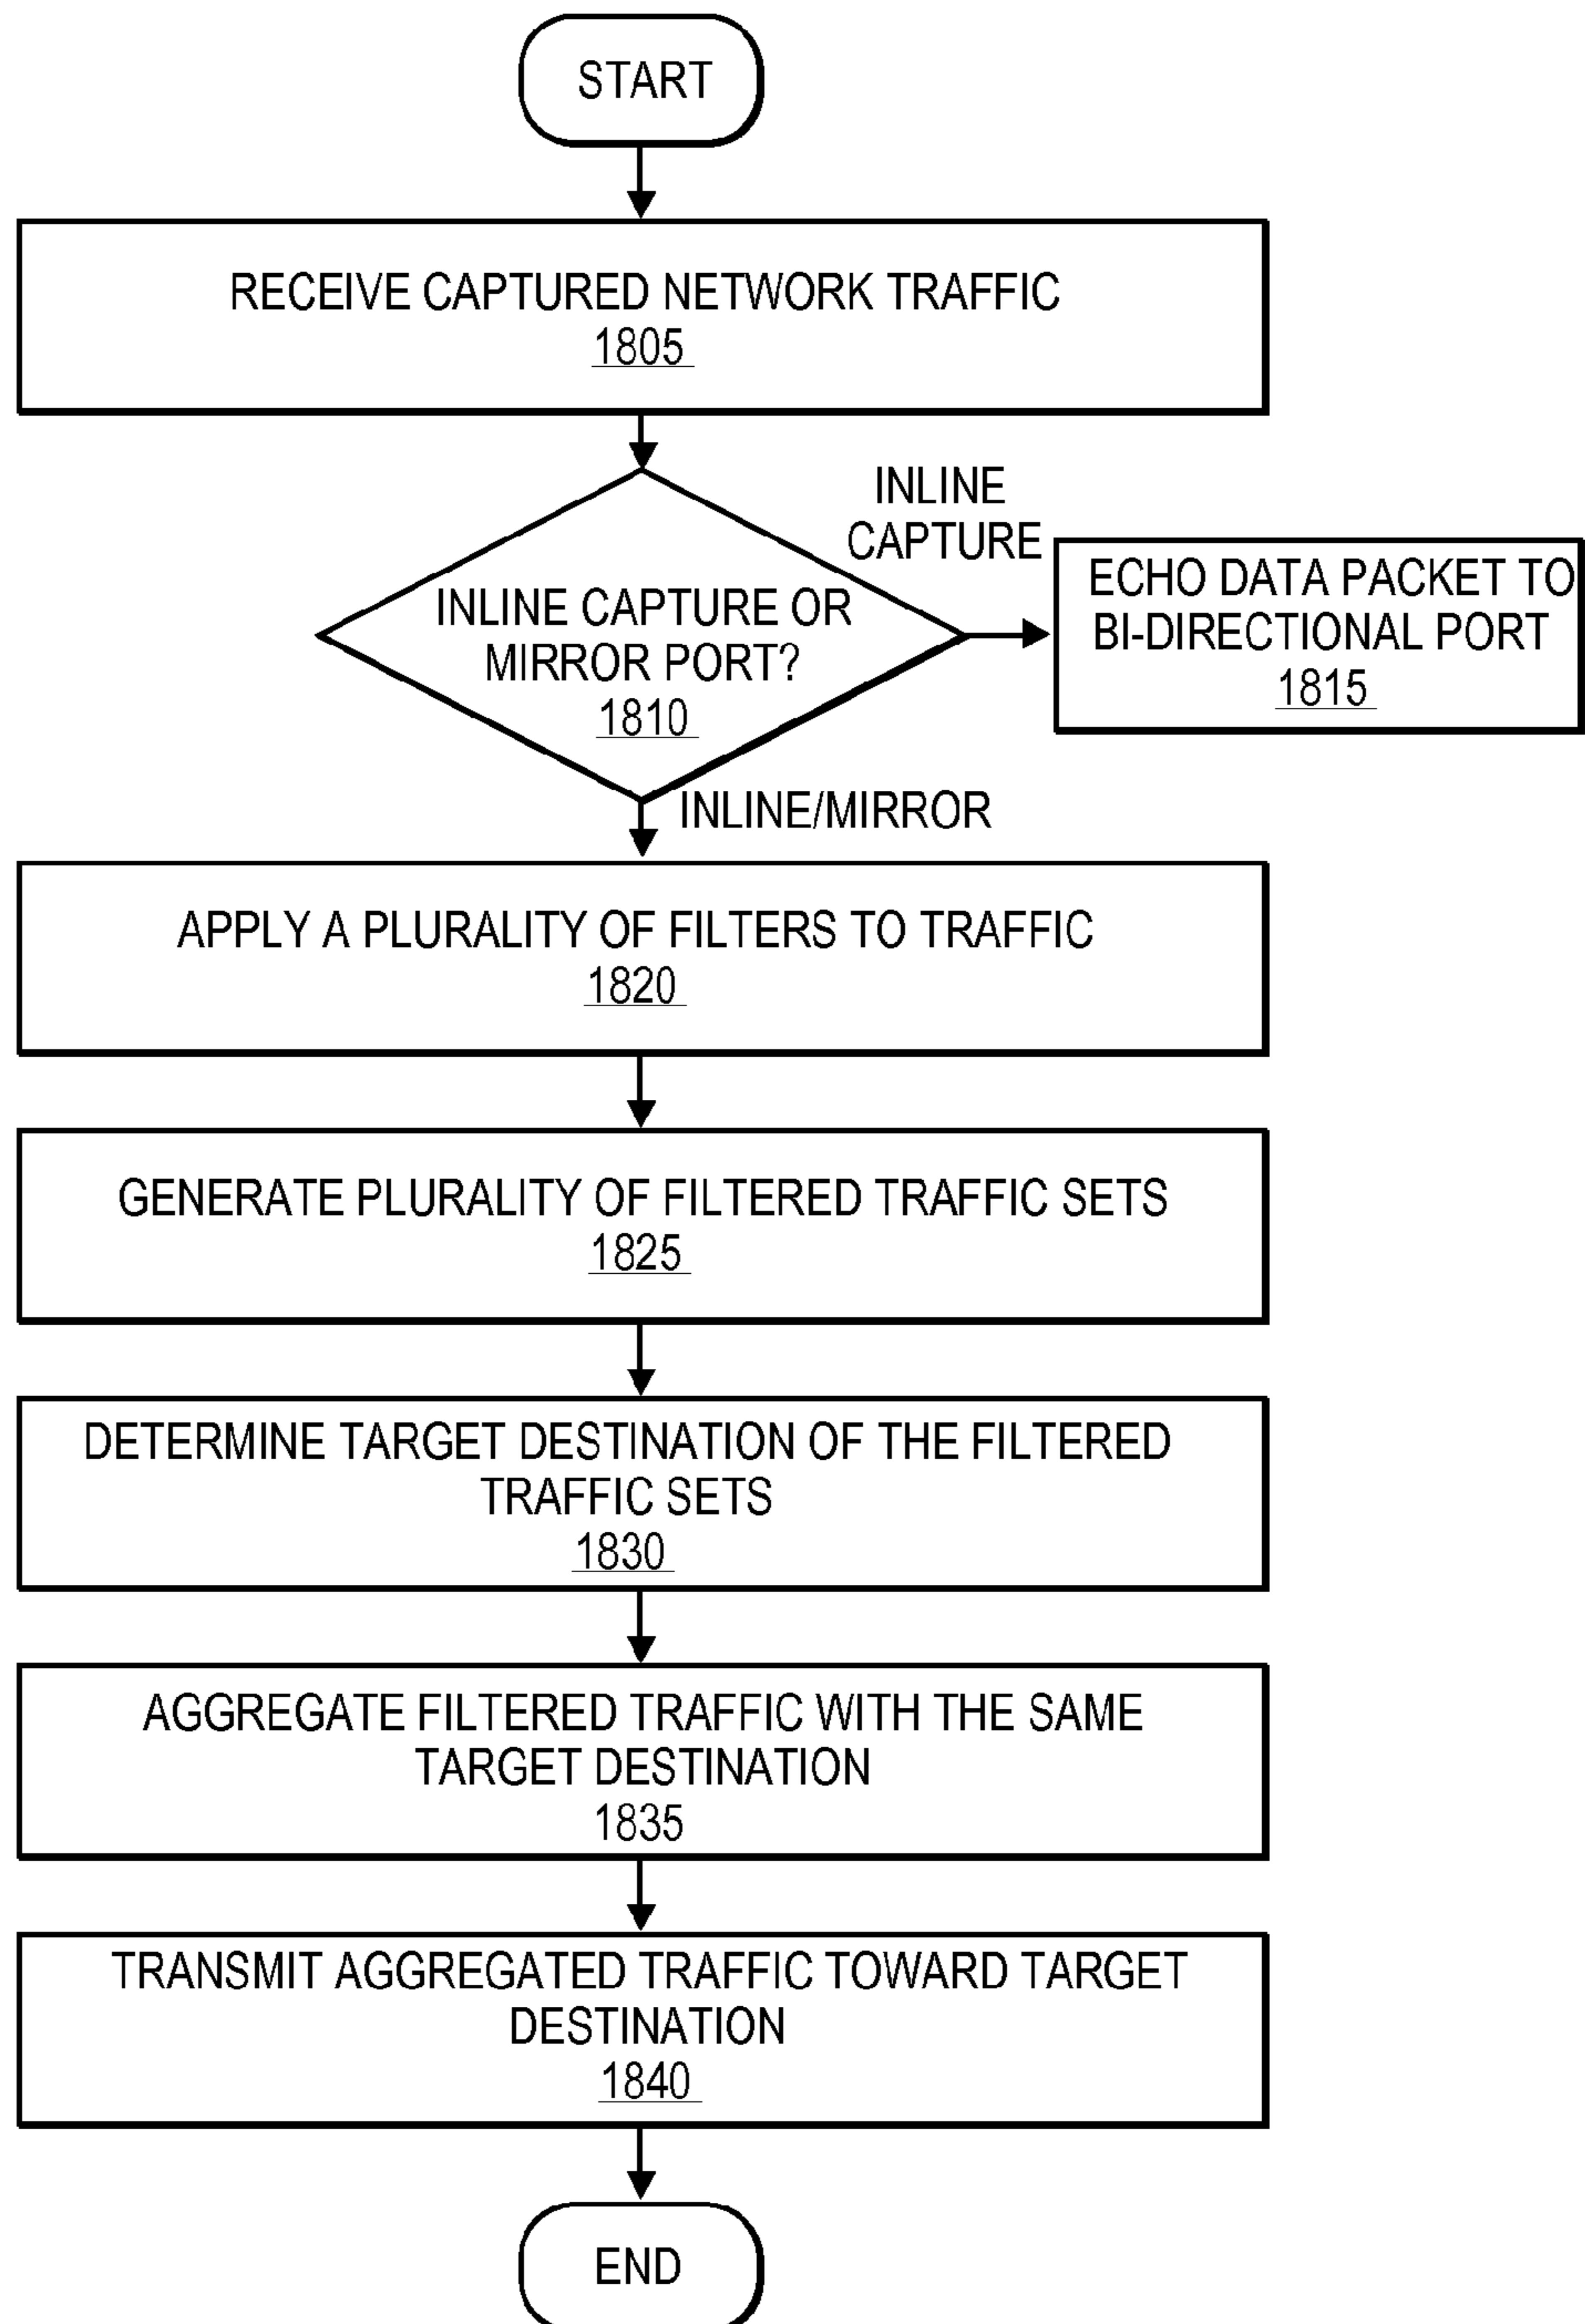 START
RECEIVE CAPTURED NETWORK TRAFFIC
1805
INLINE
CAPTURE
INLINE CAPTURE OR
MIRROR PORT?
1810
ECHO DATA PACKET TO
BI-DIRECTIONAL PORT
1815
INLINE/MIRROR
APPLY A PLURALITY OF FILTERS TO TRAFFIC
1820
GENERATE PLURALITY OF FILTERED TRAFFIC SETS
1825
DETERMINE TARGET DESTINATION OF THE FILTERED
TRAFFIC SETS
1830
AGGREGATE FILTERED TRAFFIC WITH THE SAME
TARGET DESTINATION
1835
TRANSMIT AGGREGATED TRAFFIC TOWARD TARGET
DESTINATION
1840
END